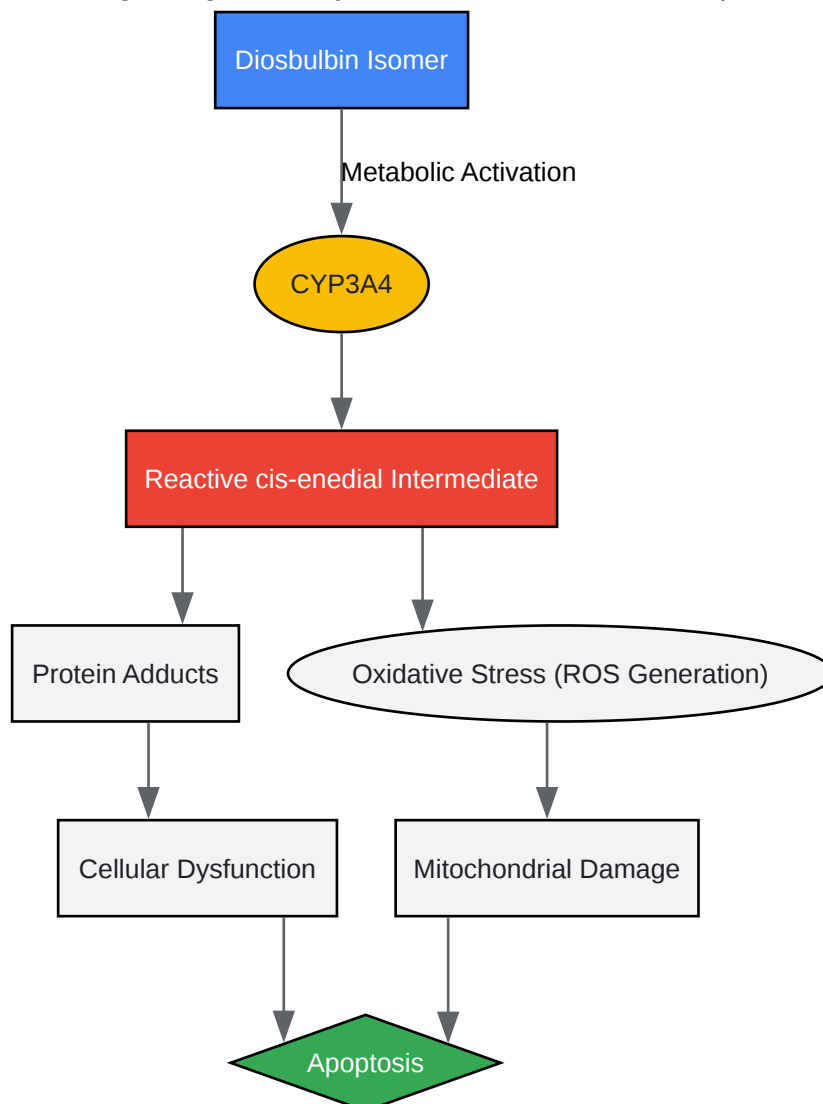 Diosbulbin Isomer
Metabolic Activation
CYP3A4
Reactive cis-enedial Intermediate
Protein Adducts
Oxidative Stress (ROS Generation)
Cellular Dysfunction
Mitochondrial Damage
Apoptosis